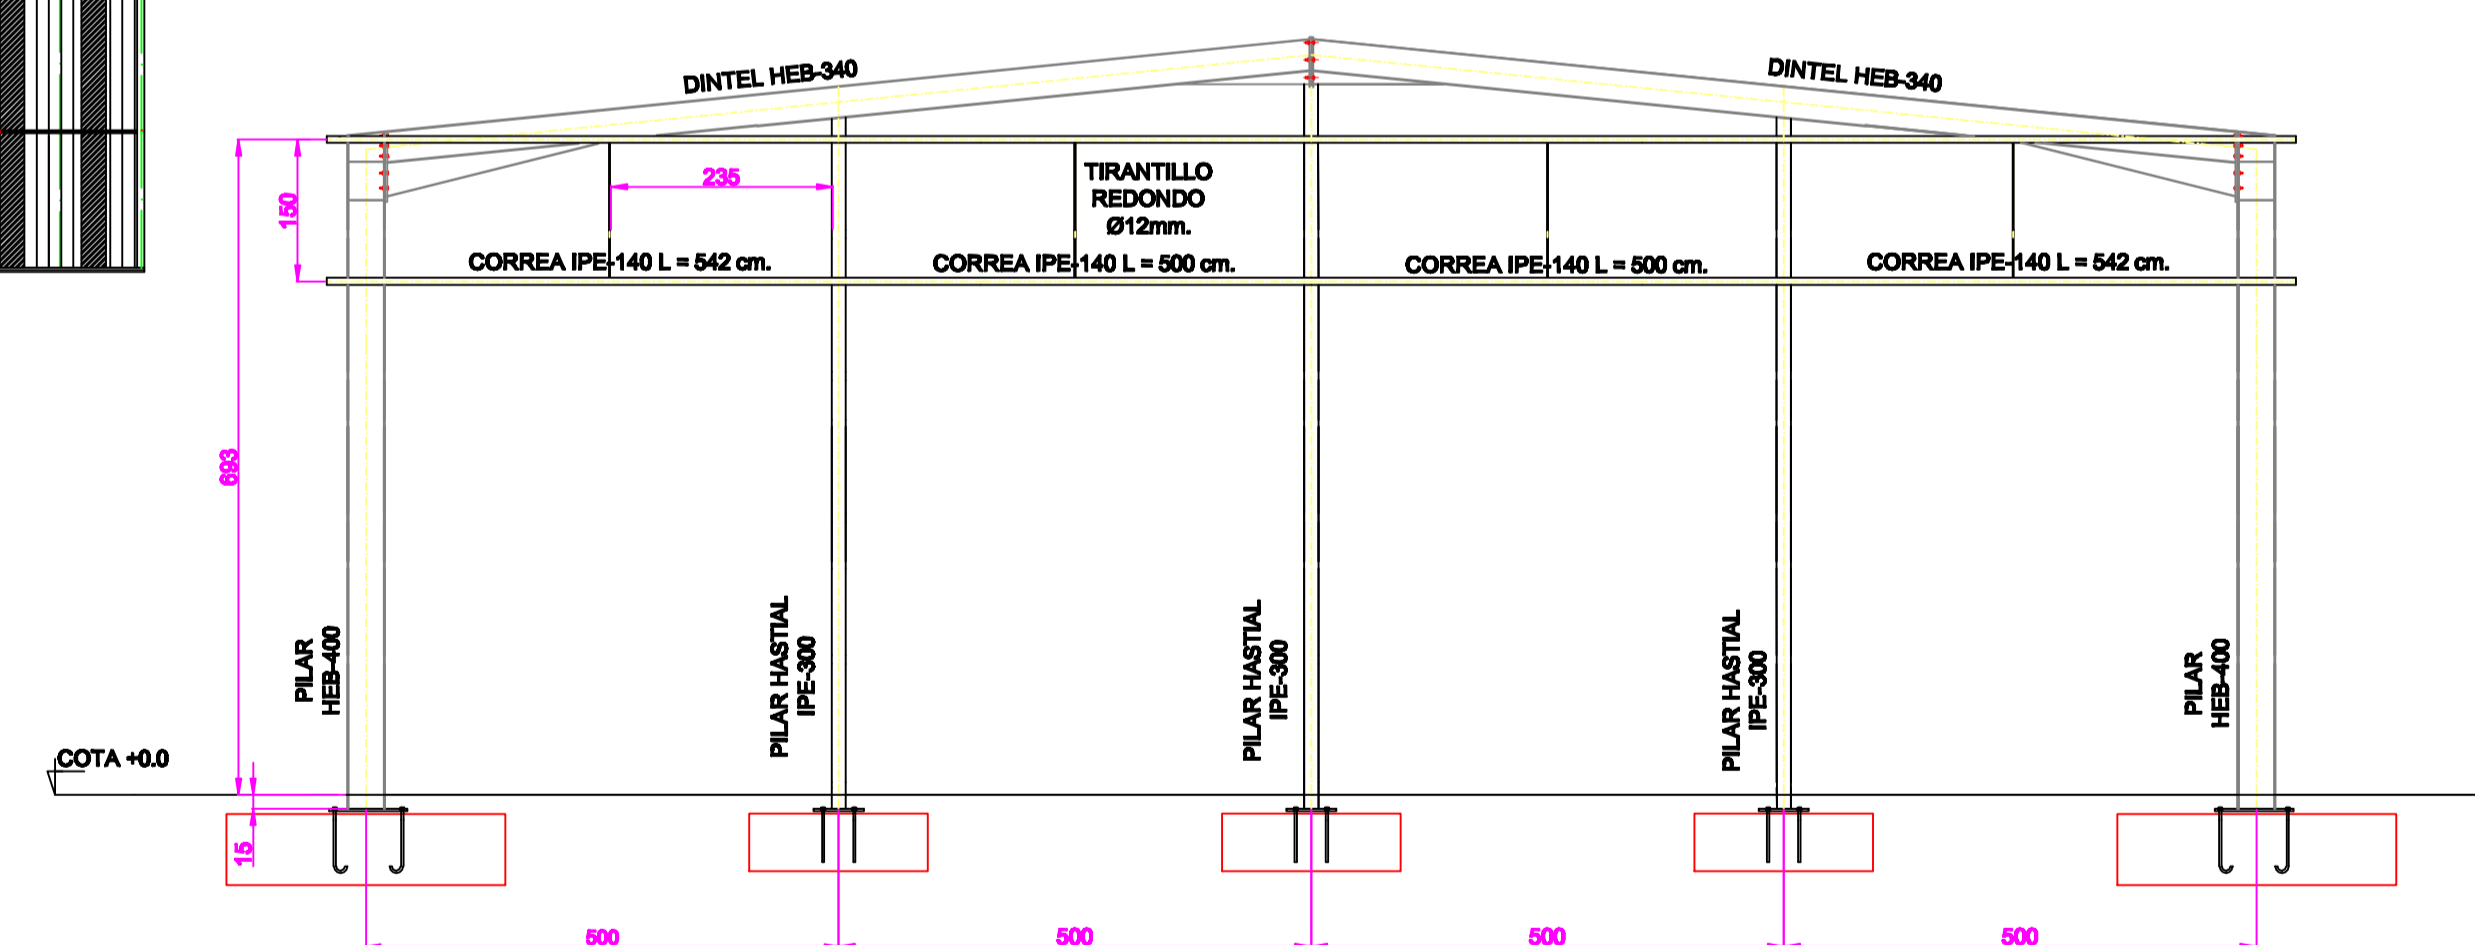 DINTEL HEB-340
DINTEL HEB-340
235
150
TIRANTILLO
REDONDO
Ø12mm.
CORREA IPE-140 L = 542 cm.
CORREA IPE-140 L = 500 cm.
CORREA IPE-140 L = 500 cm.
CORREA IPE-140 L = 542 cm.
693
PILAR
HEB-400
PILAR HASTIAL
IPE-300
PILAR HASTIAL
IPE-300
PILAR HASTIAL
IPE-300
PILAR
HEB-400
COTA +0.0
15
500
500
500
500